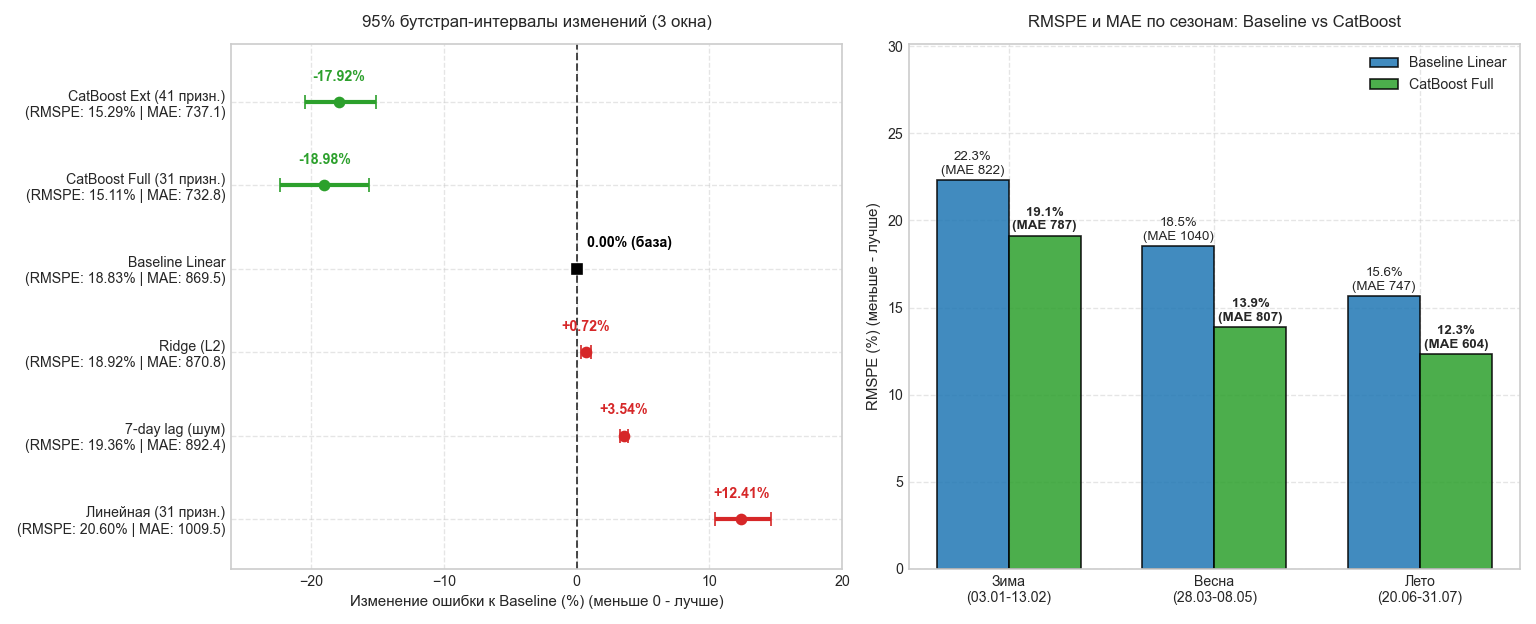 95% бутстрап-интервалы изменений (3 окна)
-17.92%
CatBoost Ext (41 призн.)
(RMSPE: 15.29% | MAE: 737.1)
-18.98%
CatBoost Full (31 призн.)
(RMSPE: 15.11% | MAE: 732.8)
0.00% (база)
Baseline Linear
(RMSPE: 18.83% | MAE: 869.5)
+0.72%
Ridge (L2)
(RMSPE: 18.92% | MAE: 870.8)
+3.54%
7-day lag (шум)
(RMSPE: 19.36% | MAE: 892.4)
+12.41%
Линейная (31 призн.)
(RMSPE: 20.60% | MAE: 1009.5)
−20
−10
0
10
20
Изменение ошибки к Baseline (%) (меньше 0 - лучше)
RMSPE и MAE по сезонам: Baseline vs CatBoost
Baseline Linear
CatBoost Full
RMSPE (%) (меньше - лучше)
30
25
20
15
10
5
0
22.3%
(MAE 822)
19.1%
(MAE 787)
18.5%
(MAE 1040)
13.9%
(MAE 807)
15.6%
(MAE 747)
12.3%
(MAE 604)
Зима
(03.01-13.02)
Весна
(28.03-08.05)
Лето
(20.06-31.07)